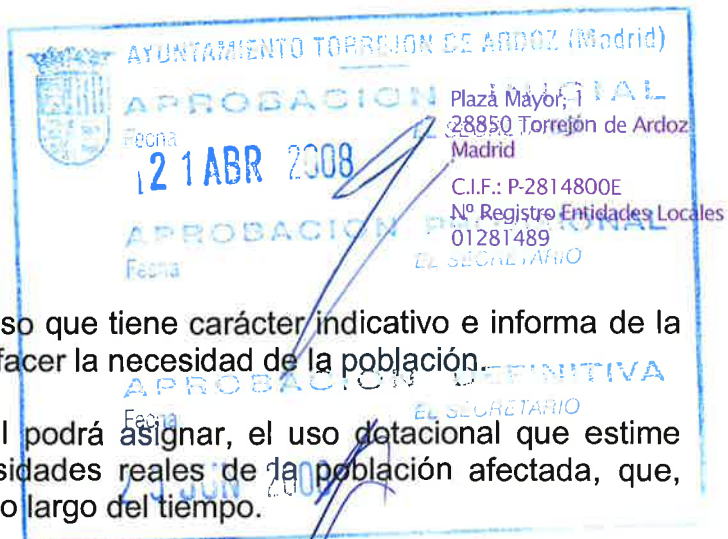 AYUNTAMIENTO TORREJON DE ARDOZ (Madrid)
APROBACION INICIAL
Plaza Mayor, 1
28850 Torrejón de Ardoz
Madrid
Fecha
21 ABR 2008
C.I.F.: P-2814800E
Nº Registro Entidades Locales
01281489
APROBACION
Fecha
EL SECRETARIO
so que tiene carácter indicativo e informa de la
facer la necesidad de la población.
APROBACION DEFINITIVA
Fecha
EL SECRETARIO
l podrá asignar, el uso dotacional que estime
sidades reales de la población afectada, que,
JUN
o largo del tiempo.